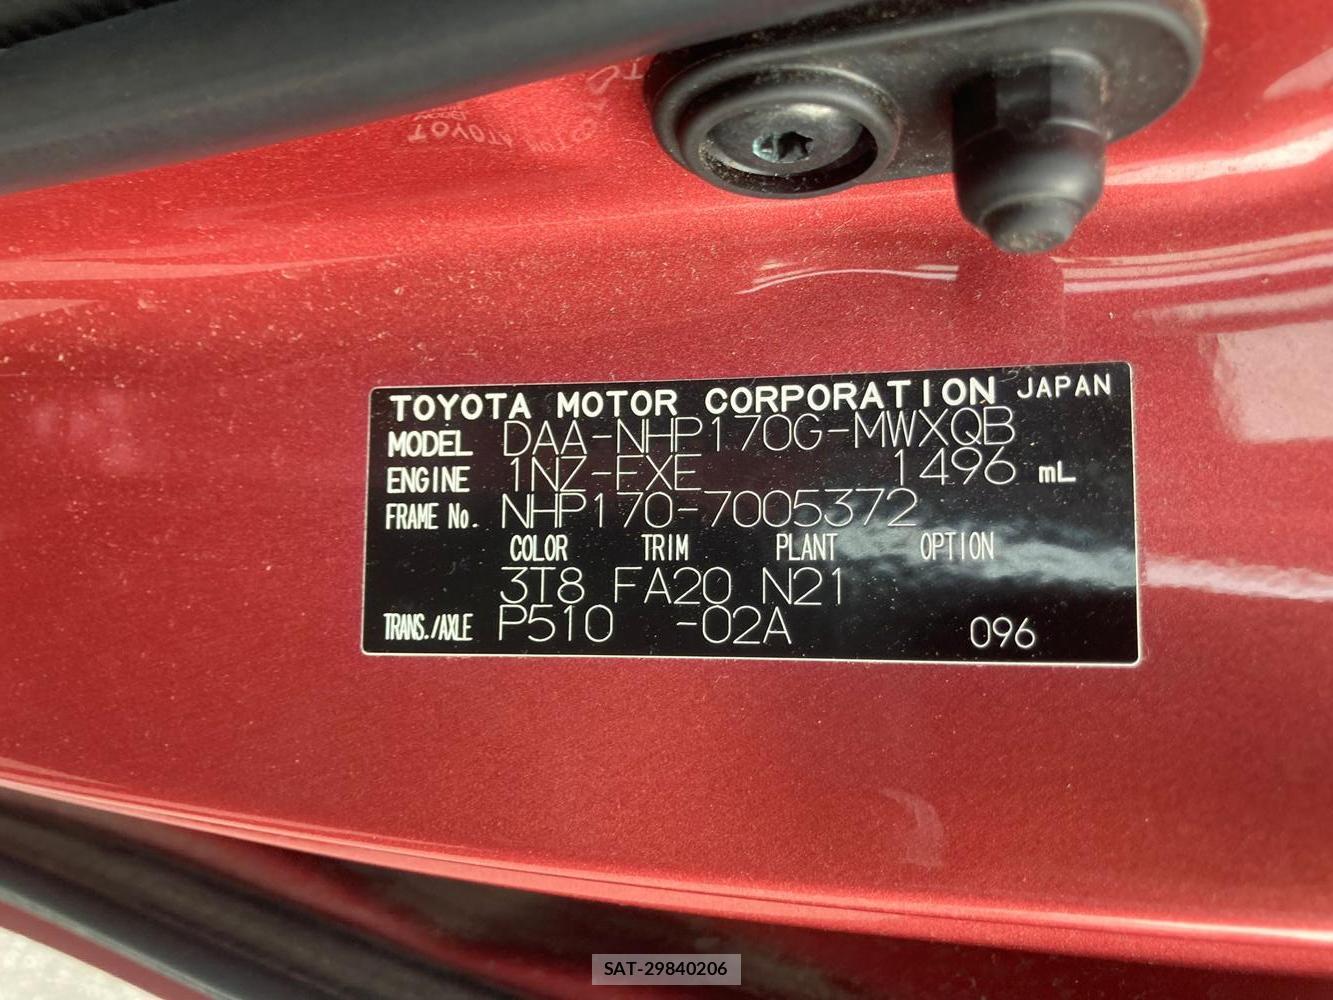 TOYOTA MOTOR CORPORATION JAPAN
MODEL DAA-NHP170G-MWXQB
ENGINE 1NZ-FXE 1496 mL
FRAME No. NHP170-7005372
COLOR TRIM PLANT OPTION
3T8 FA20 N21
TRANS./AXLE P510 -02A 096
SAT-29840206